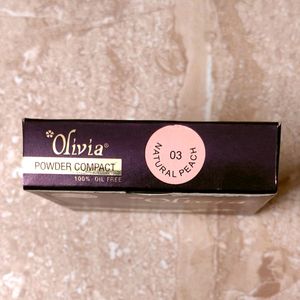 Olivia®
POWDER COMPACT
100% OIL FREE
03
NATURAL PEACH